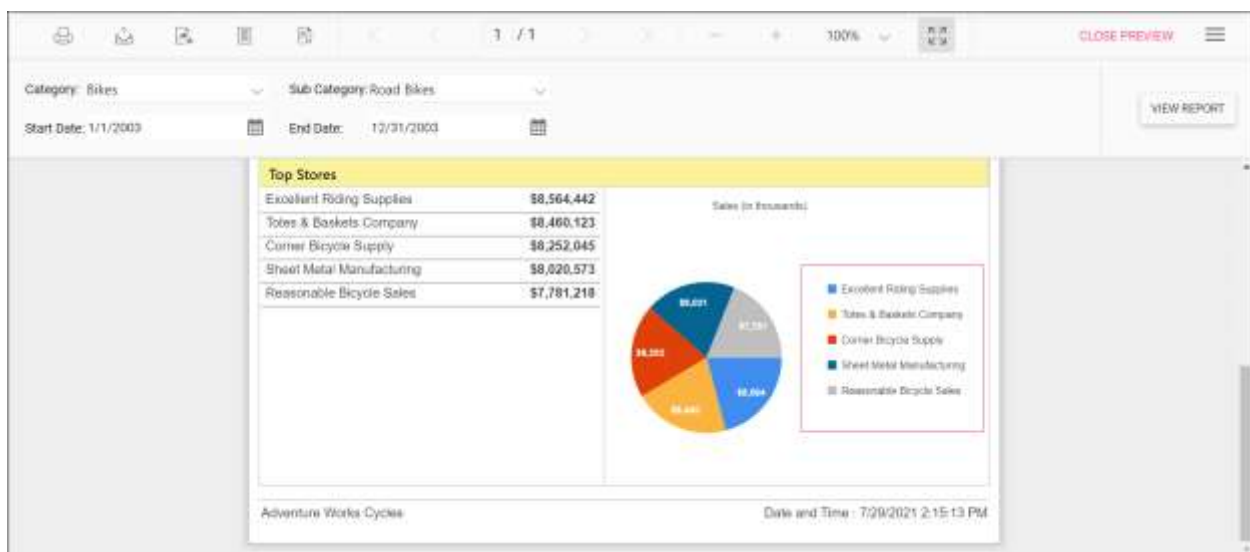 1 / 1 100% CLOSE PREVIEW
Category: Bikes Sub Category: Road Bikes
VIEW REPORT
Start Date: 1/1/2003 End Date: 12/31/2003
Top Stores
Excellent Riding Supplies $8,564,442
Totes & Baskets Company $8,460,123
Corner Bicycle Supply $8,252,045
Sheet Metal Manufacturing $8,020,573
Reasonable Bicycle Sales $7,781,218
Sales (in thousands)
$8,021
$8,252
Excellent Riding Supplies
Totes & Baskets Company
Corner Bicycle Supply
Sheet Metal Manufacturing
Reasonable Bicycle Sales
Adventure Works Cycles Date and Time : 7/29/2021 2:15:13 PM